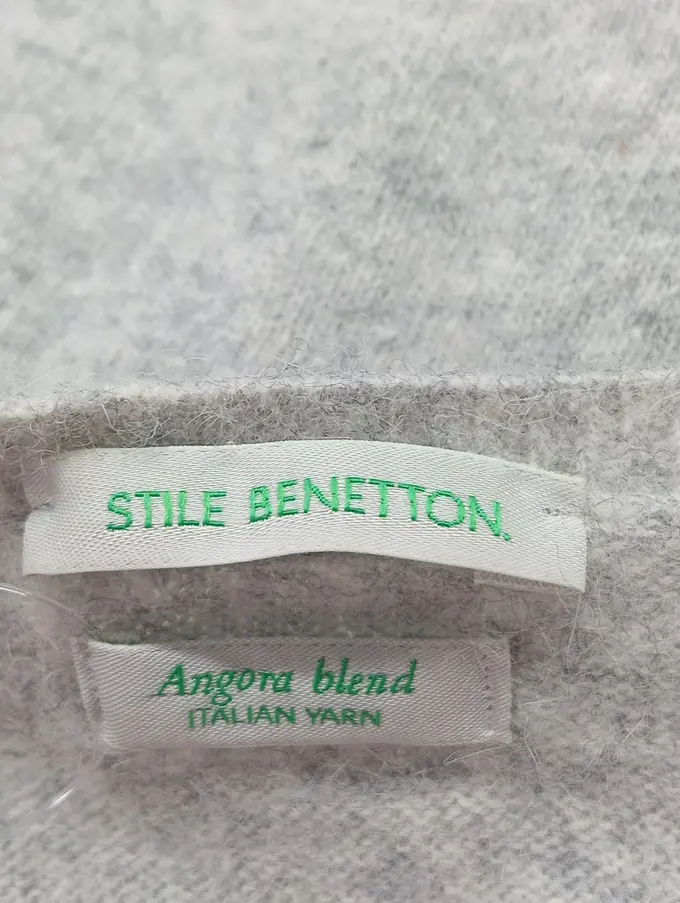 STILE BENETTON.
Angora blend
ITALIAN YARN